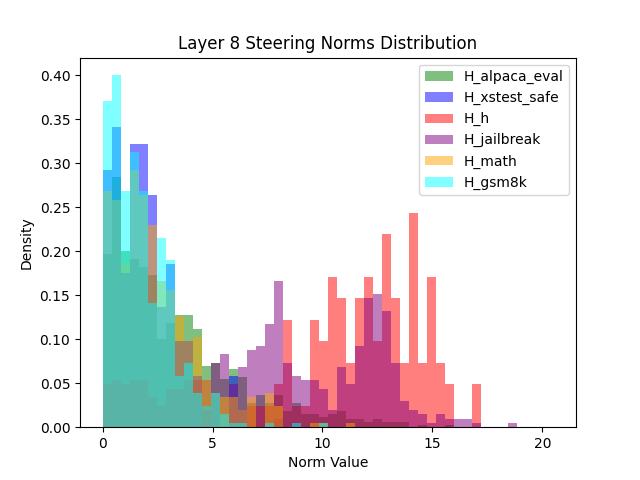 Layer 8 Steering Norms Distribution
H_alpaca_eval
H_xstest_safe
H_h
H_jailbreak
H_math
H_gsm8k
Density
0.40
0.35
0.30
0.25
0.20
0.15
0.10
0.05
0.00
0 5 10 15 20
Norm Value